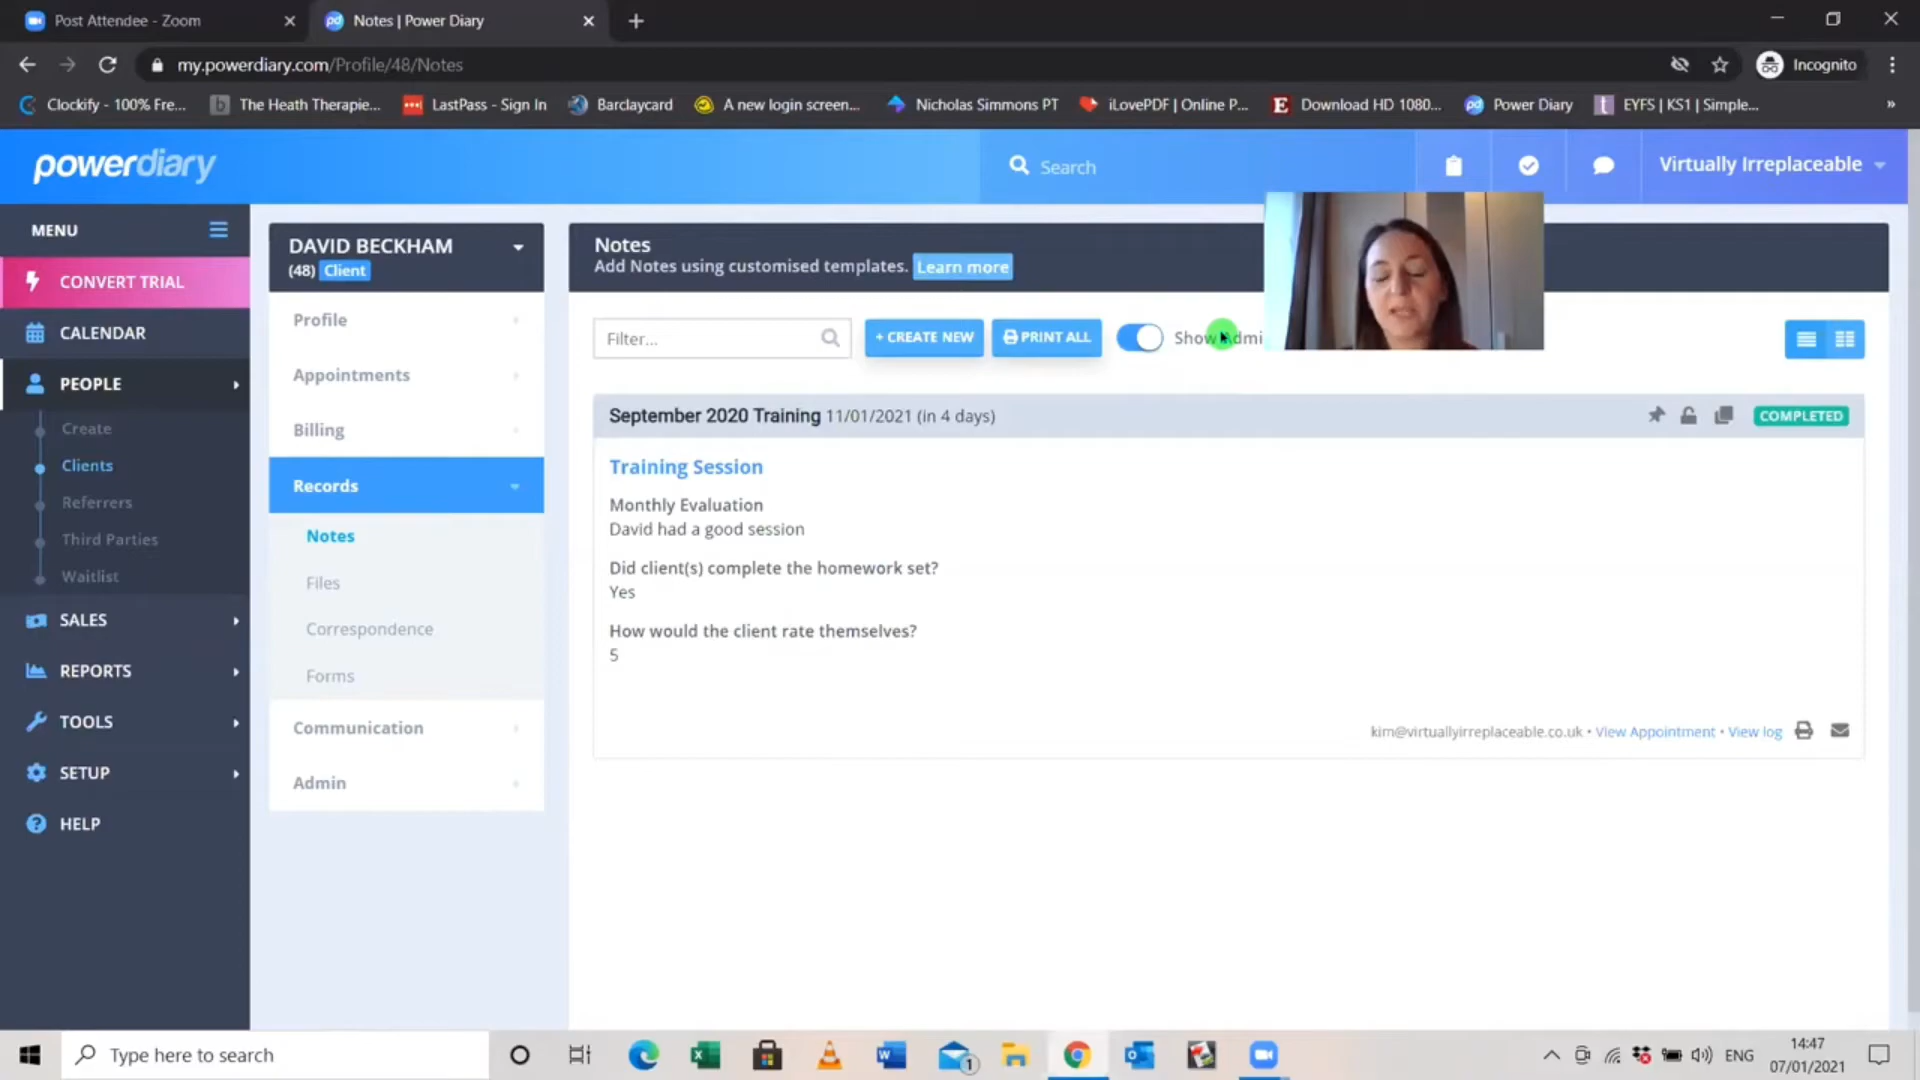 Post Attendee - Zoom
Notes | Power Diary
my.powerdiary.com/Profile/48/Notes
Incognito
Clockify - 100% Fre...
The Heath Therapie...
LastPass - Sign In
Barclaycard
A new login screen...
Nicholas Simmons PT
iLovePDF | Online P...
Download HD 1080...
Power Diary
EYFS | KS1 | Simple...
powerdiary
Search
Virtually Irreplaceable
MENU
CONVERT TRIAL
CALENDAR
PEOPLE
Create
Clients
Referrers
Third Parties
Waitlist
SALES
REPORTS
TOOLS
SETUP
HELP
DAVID BECKHAM
(48) Client
Profile
Appointments
Billing
Records
Notes
Files
Correspondence
Forms
Communication
Admin
Notes
Add Notes using customised templates. Learn more
Filter...
+ CREATE NEW
PRINT ALL
Show
September 2020 Training 11/01/2021 (in 4 days)
COMPLETED
Training Session
Monthly Evaluation
David had a good session
Did client(s) complete the homework set?
Yes
How would the client rate themselves?
5
kim@virtuallyirreplaceable.co.uk • View Appointment • View log
Type here to search
1
ENG
14:47
07/01/2021